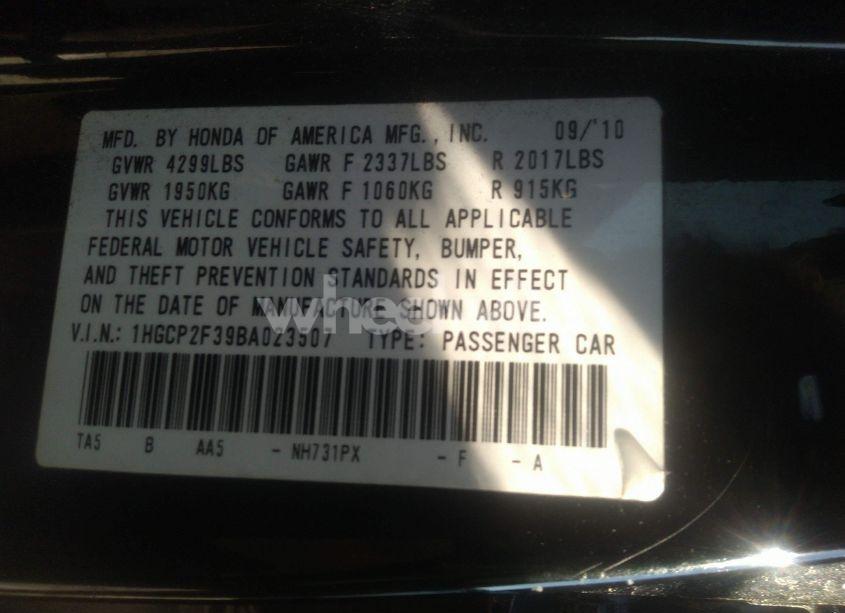 MFD. BY HONDA OF AMERICA MFG., INC. 09/'10
GVWR 4299LBS GAWR F 2337LBS R 2017LBS
GVWR 1950KG GAWR F 1060KG R 915KG
THIS VEHICLE CONFORMS TO ALL APPLICABLE
FEDERAL MOTOR VEHICLE SAFETY, BUMPER,
AND THEFT PREVENTION STANDARDS IN EFFECT
ON THE DATE OF MANUFACTURE SHOWN ABOVE.
V.I.N.: 1HGCP2F39BA023507 TYPE: PASSENGER CAR
TA5 B AA5 - NH731PX - F - A